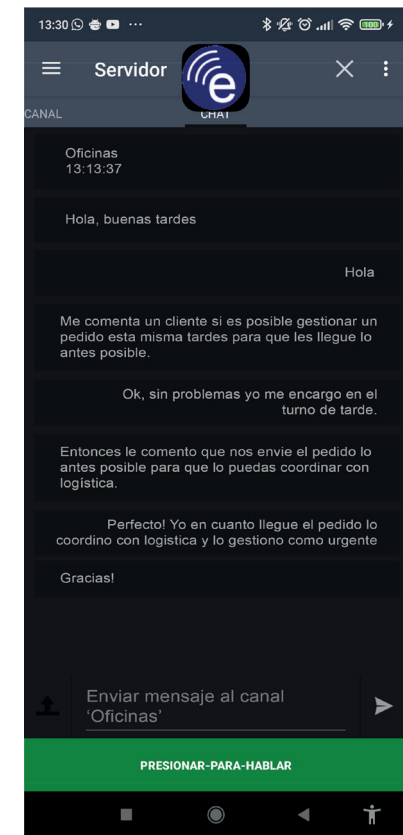 13:30
100
Servidor
e
CANAL
CHAT
Oficinas
13:13:37
Hola, buenas tardes
Hola
Me comenta un cliente si es posible gestionar un
pedido esta misma tardes para que les llegue lo
antes posible.
Ok, sin problemas yo me encargo en el
turno de tarde.
Entonces le comento que nos envie el pedido lo
antes posible para que lo puedas coordinar con
logística.
Perfecto! Yo en cuanto llegue el pedido lo
coordino con logistica y lo gestiono como urgente
Gracias!
Enviar mensaje al canal
‘Oficinas’
PRESIONAR-PARA-HABLAR